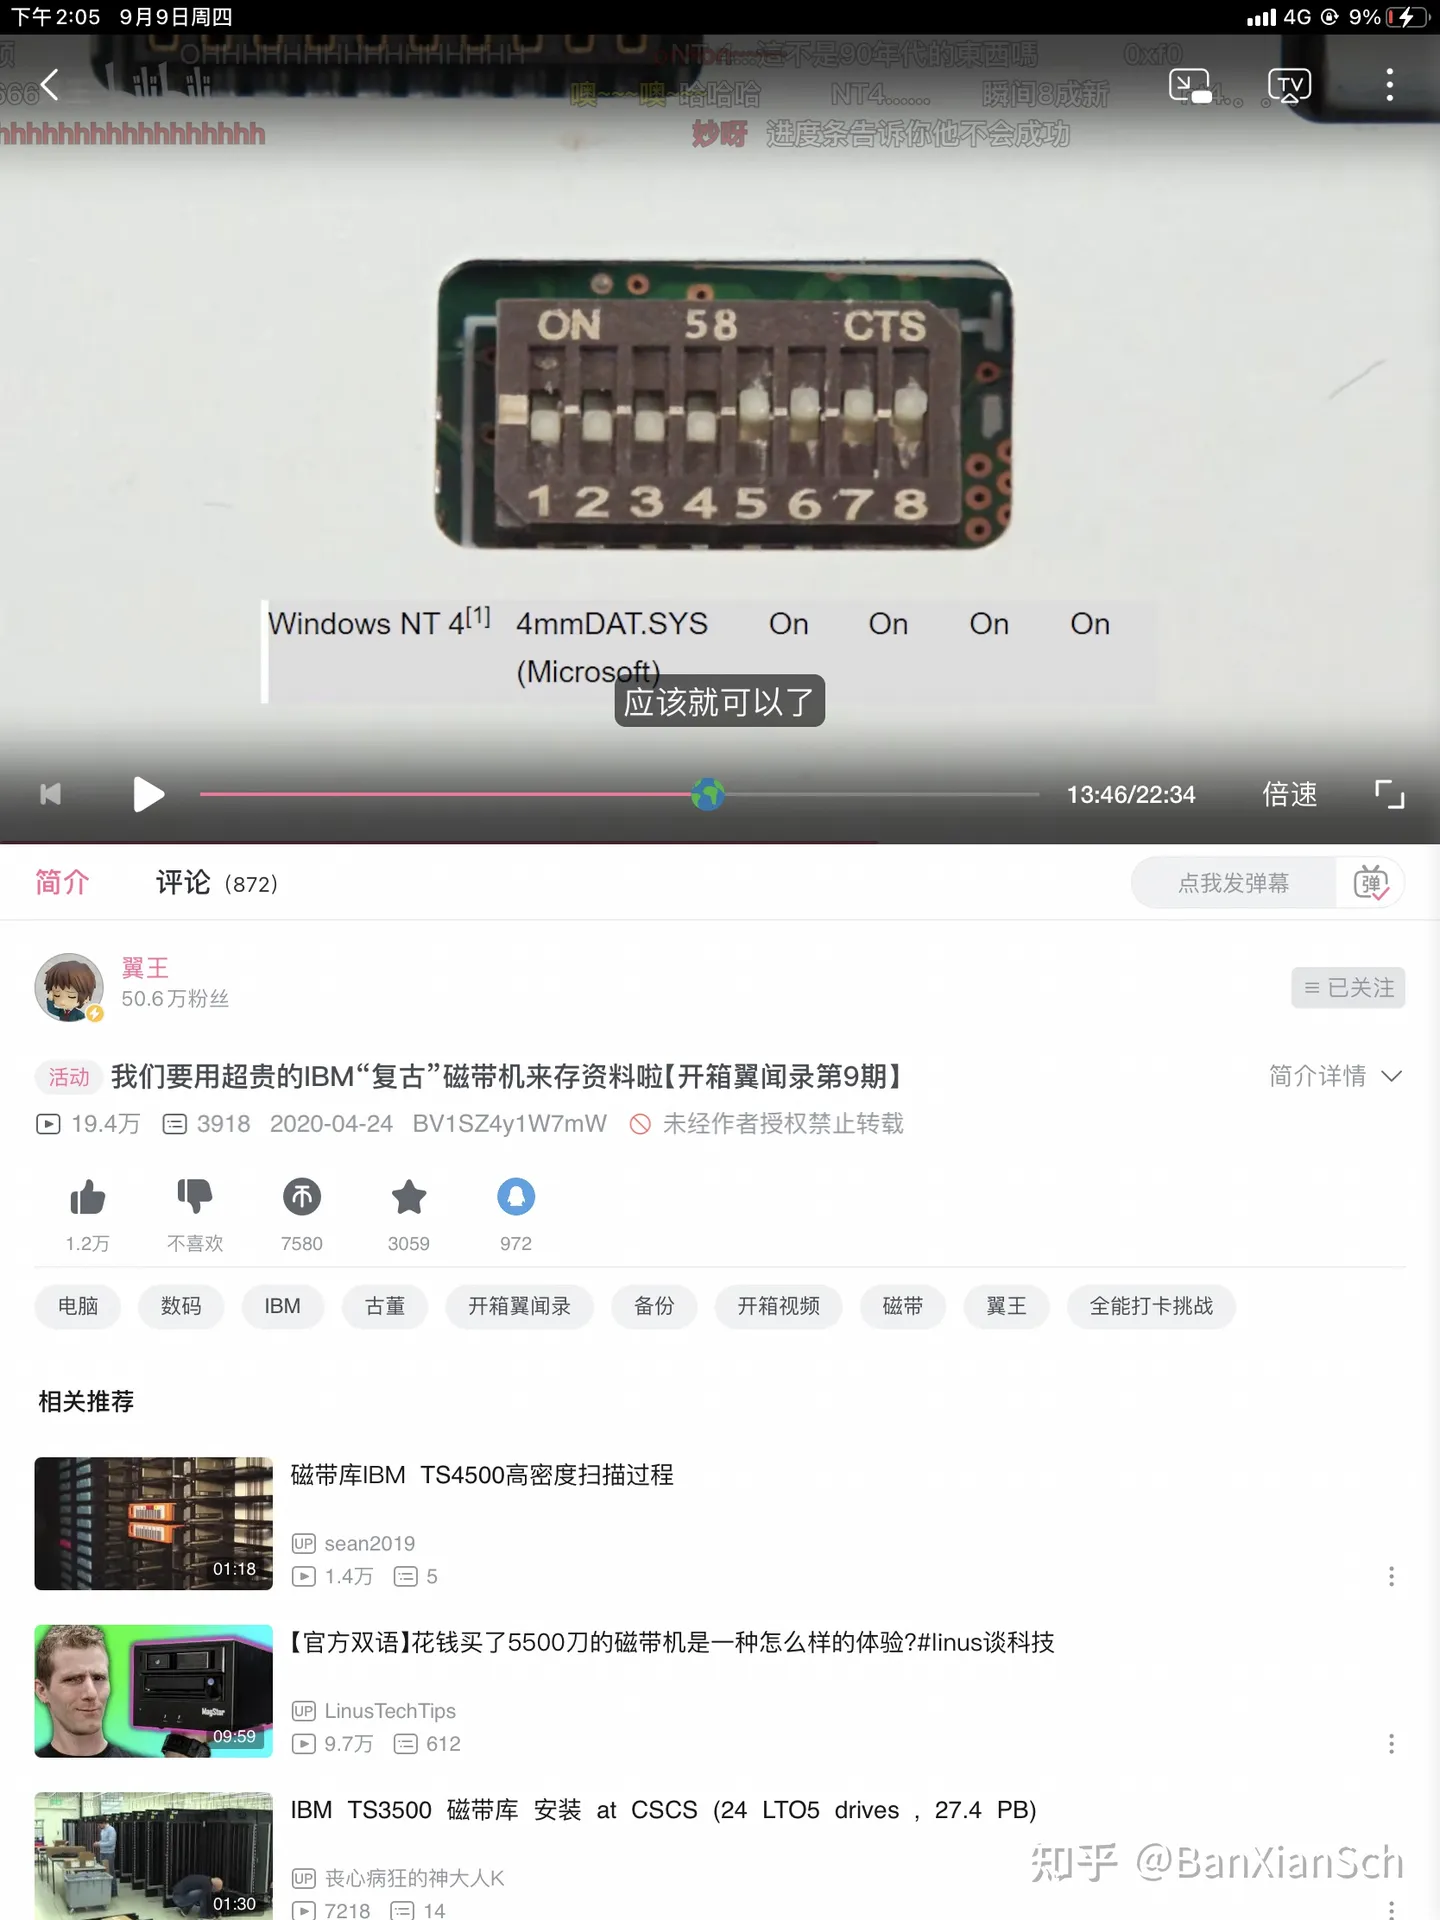 下午2:05 9月9日周四
4G 9%
OHHHHHHHHHHHHHHHH
这不是90年代的東西嗎 0xf0
666
噢~~~噢~哈哈哈 NT4...... 瞬间8成新
hhhhhhhhhhhhhhhhh 妙呀 进度条告诉你他不会成功
TV
ON 58 CTS
1 2 3 4 5 6 7 8
Windows NT 4[1] 4mmDAT.SYS On On On On
(Microsoft)
应该就可以了
13:46/22:34 倍速
简介 评论 (872) 点我发弹幕 弹
翼王
50.6万粉丝
已关注
活动 我们要用超贵的IBM“复古”磁带机来存资料啦【开箱翼闻录第9期】 简介详情
19.4万 3918 2020-04-24 BV1SZ4y1W7mW 未经作者授权禁止转载
1.2万 不喜欢 7580 3059 972
电脑 数码 IBM 古董 开箱翼闻录 备份 开箱视频 磁带 翼王 全能打卡挑战
相关推荐
磁带库IBM TS4500高密度扫描过程
UP sean2019
01:18
1.4万 5
【官方双语】花钱买了5500刀的磁带机是一种怎么样的体验?#linus谈科技
MagStor
UP LinusTechTips
09:59
9.7万 612
IBM TS3500 磁带库 安装 at CSCS (24 LTO5 drives , 27.4 PB)
UP 丧心病狂的神大人K
01:30
7218 14
知乎 @BanXianSch